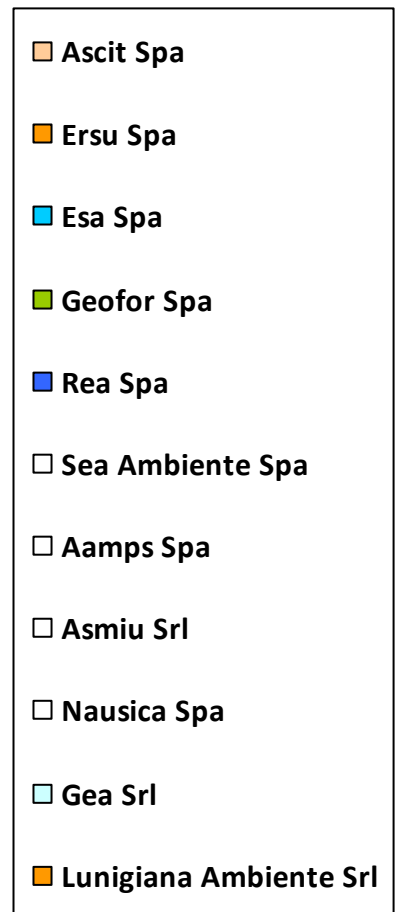 Ascit Spa
Ersu Spa
Esa Spa
Geofor Spa
Rea Spa
Sea Ambiente Spa
Aamps Spa
Asmiu Srl
Nausica Spa
Gea Srl
Lunigiana Ambiente Srl